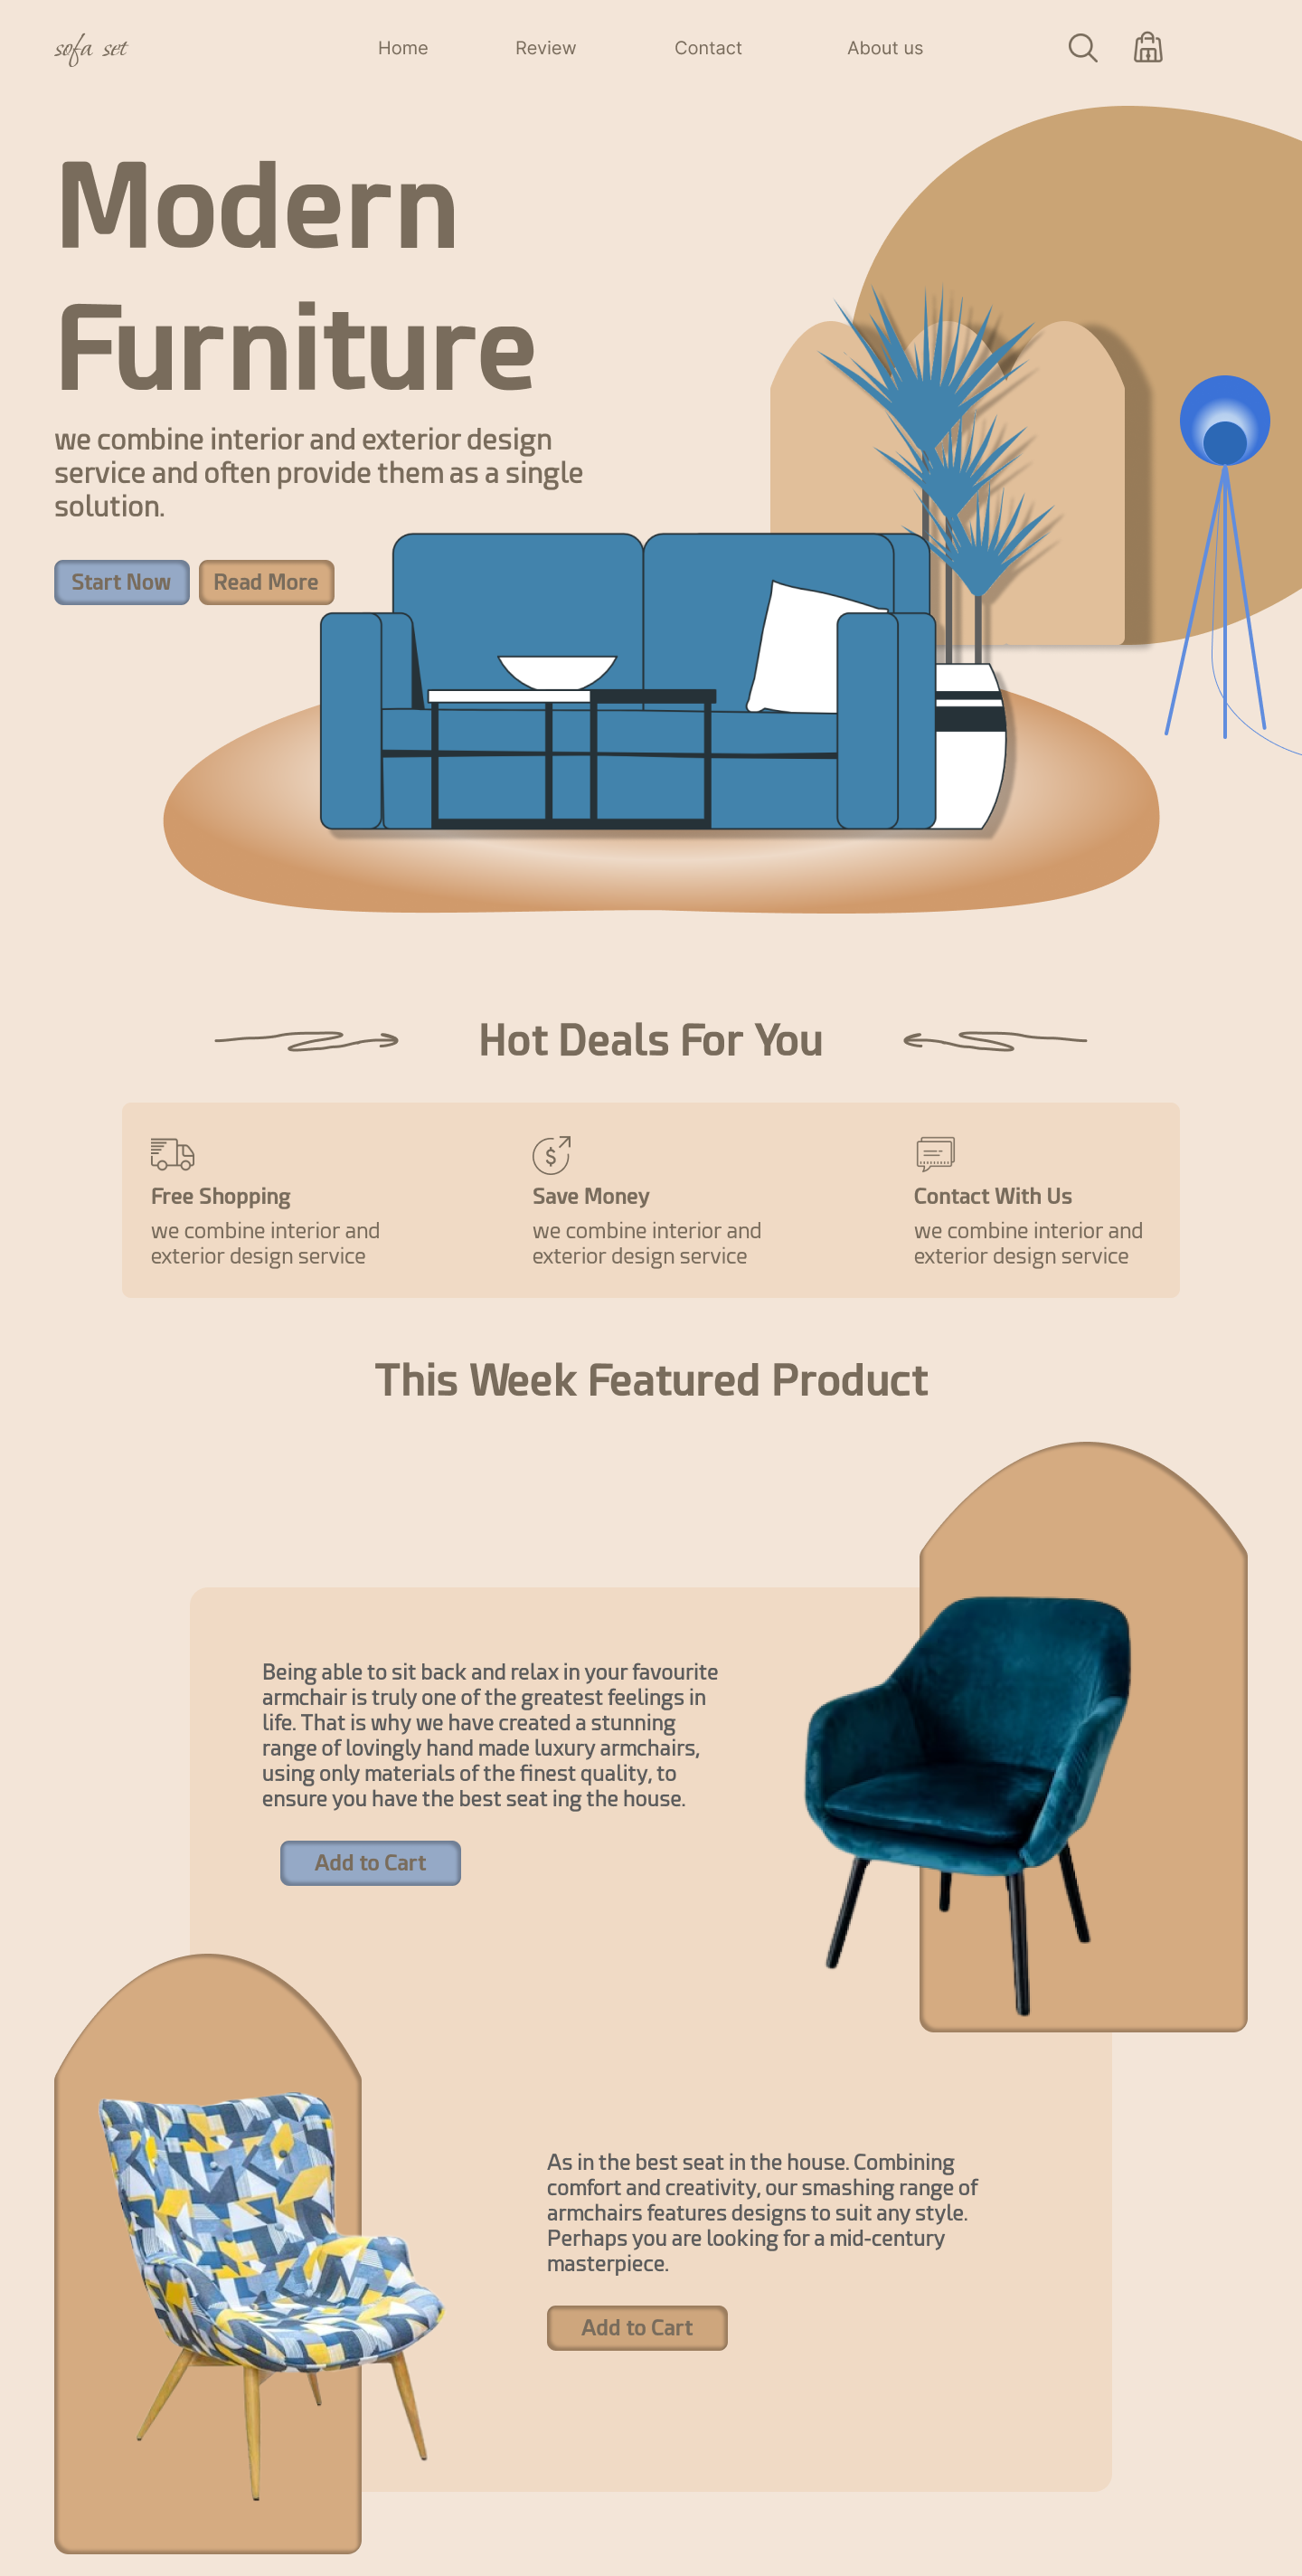 sofa set
Home
Review
Contact
About us
Modern
Furniture
we combine interior and exterior design
service and often provide them as a single
solution.
Start Now
Read More
Hot Deals For You
Free Shopping
we combine interior and
exterior design service
$
Save Money
we combine interior and
exterior design service
Contact With Us
we combine interior and
exterior design service
This Week Featured Product
Being able to sit back and relax in your favourite
armchair is truly one of the greatest feelings in
life. That is why we have created a stunning
range of lovingly hand made luxury armchairs,
using only materials of the finest quality, to
ensure you have the best seat ing the house.
Add to Cart
As in the best seat in the house. Combining
comfort and creativity, our smashing range of
armchairs features designs to suit any style.
Perhaps you are looking for a mid-century
masterpiece.
Add to Cart